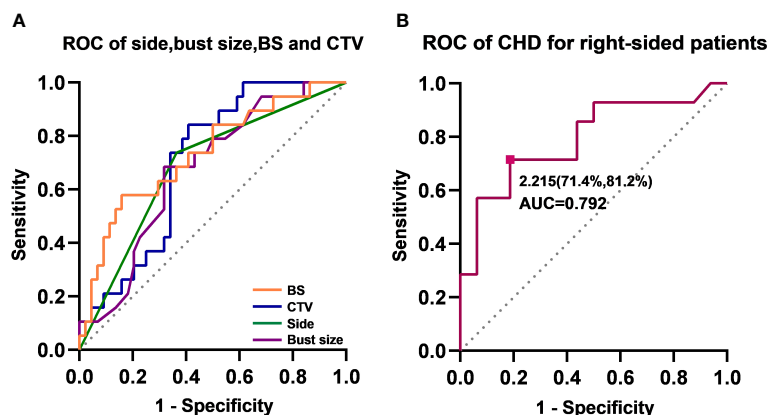 A
ROC of side,bust size,BS and CTV
Sensitivity
1.0
0.8
0.6
0.4
0.2
0.0
0.0 0.2 0.4 0.6 0.8 1.0
1 - Specificity
BS
CTV
Side
Bust size
B
ROC of CHD for right-sided patients
Sensitivity
1.0
0.8
0.6
0.4
0.2
0.0
0.0 0.2 0.4 0.6 0.8 1.0
1 - Specificity
2.215(71.4%,81.2%)
AUC=0.792